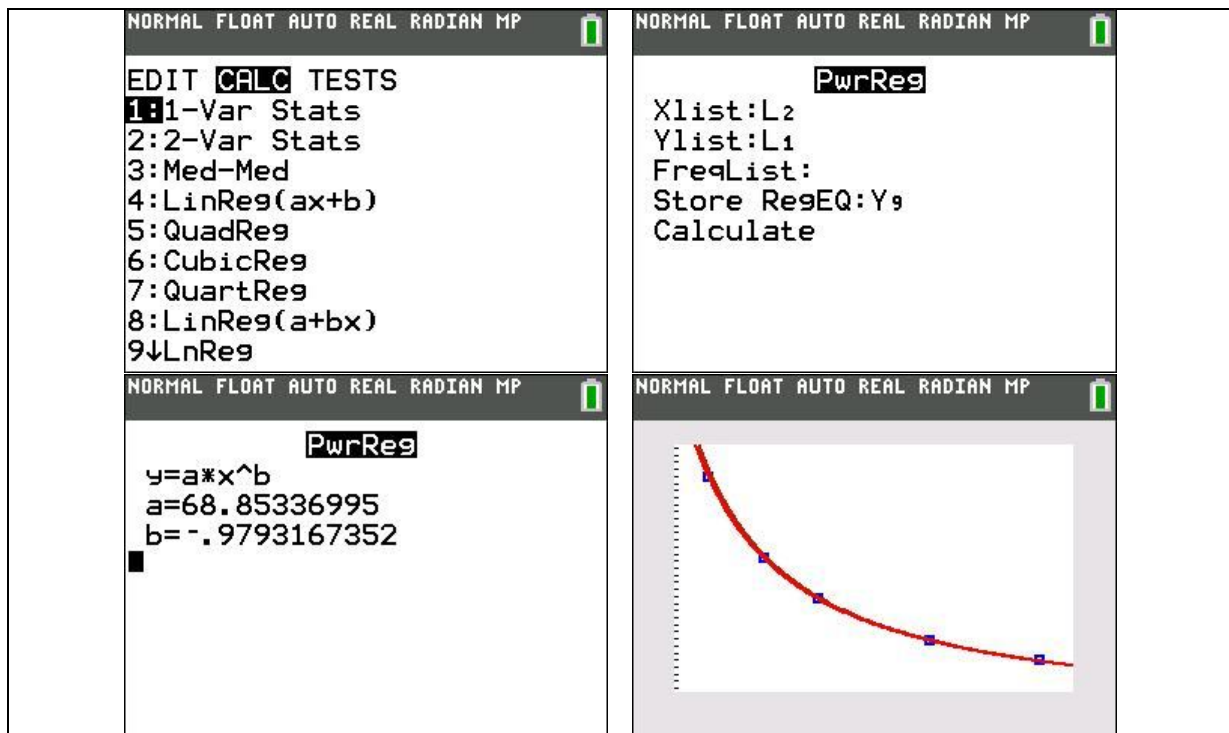 NORMAL FLOAT AUTO REAL RADIAN MP
EDIT CALC TESTS
1:1-Var Stats
2:2-Var Stats
3:Med-Med
4:LinReg(ax+b)
5:QuadReg
6:CubicReg
7:QuartReg
8:LinReg(a+bx)
9↓LnReg
NORMAL FLOAT AUTO REAL RADIAN MP
PwrReg
Xlist:L₂
Ylist:L₁
FreqList:
Store RegEQ:Y₉
Calculate
NORMAL FLOAT AUTO REAL RADIAN MP
PwrReg
y=a*x^b
a=68.85336995
b=-.9793167352
NORMAL FLOAT AUTO REAL RADIAN MP